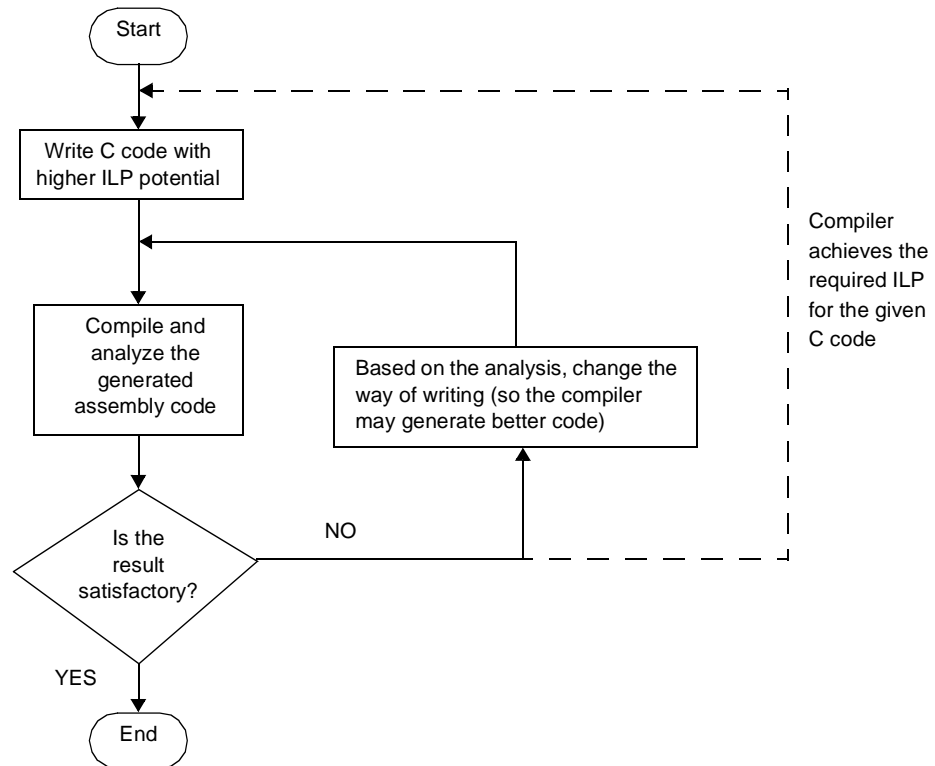 Start
Write C code with
higher ILP potential
Compiler
achieves the
required ILP
for the given
C code
Compile and
analyze the
generated
assembly code
Based on the analysis, change the
way of writing (so the compiler
may generate better code)
Is the
result
satisfactory?
NO
YES
End